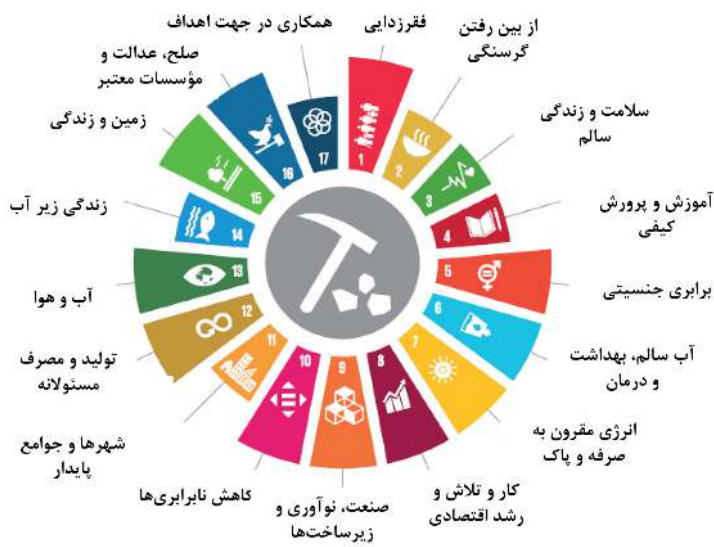 فقرزدایی
1
از بین رفتن
گرسنگی
2
سلامت و زندگی
سالم
3
آموزش و پرورش
کیفی
4
برابری جنسیتی
5
آب سالم، بهداشت
و درمان
6
انرژی مقرون به
صرفه و پاک
7
کار و تلاش و
رشد اقتصادی
8
صنعت، نوآوری و
زیرساخت‌ها
9
کاهش نابرابری‌ها
10
شهرها و جوامع
پایدار
11
تولید و مصرف
مسئولانه
12
آب و هوا
13
زندگی زیر آب
14
زمین و زندگی
15
صلح، عدالت و
مؤسسات معتبر
16
همکاری در جهت اهداف
17